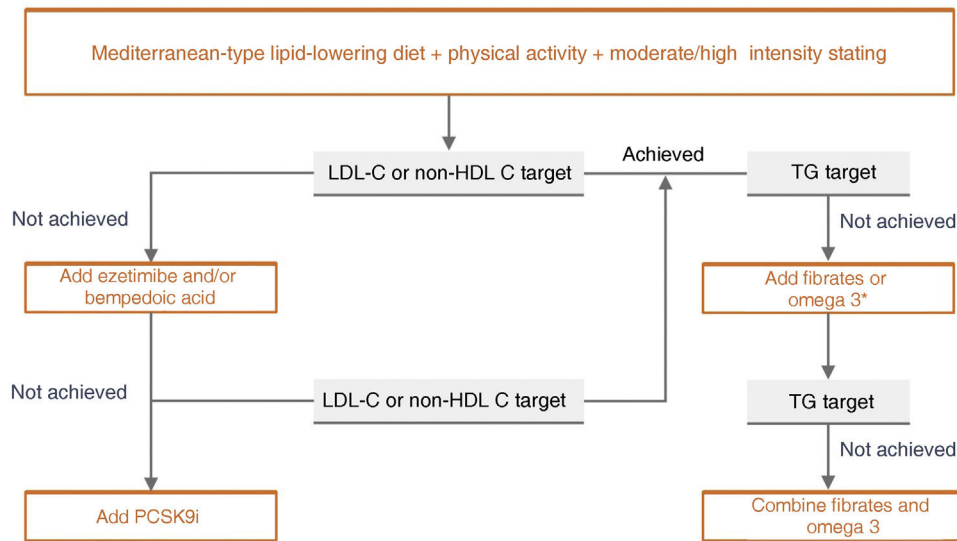 Mediterranean-type lipid-lowering diet + physical activity + moderate/high intensity stating
LDL-C or non-HDL C target
Achieved
TG target
Not achieved
Not achieved
Add ezetimibe and/or
bempedoic acid
Add fibrates or
omega 3*
Not achieved
LDL-C or non-HDL C target
TG target
Not achieved
Add PCSK9i
Combine fibrates and
omega 3